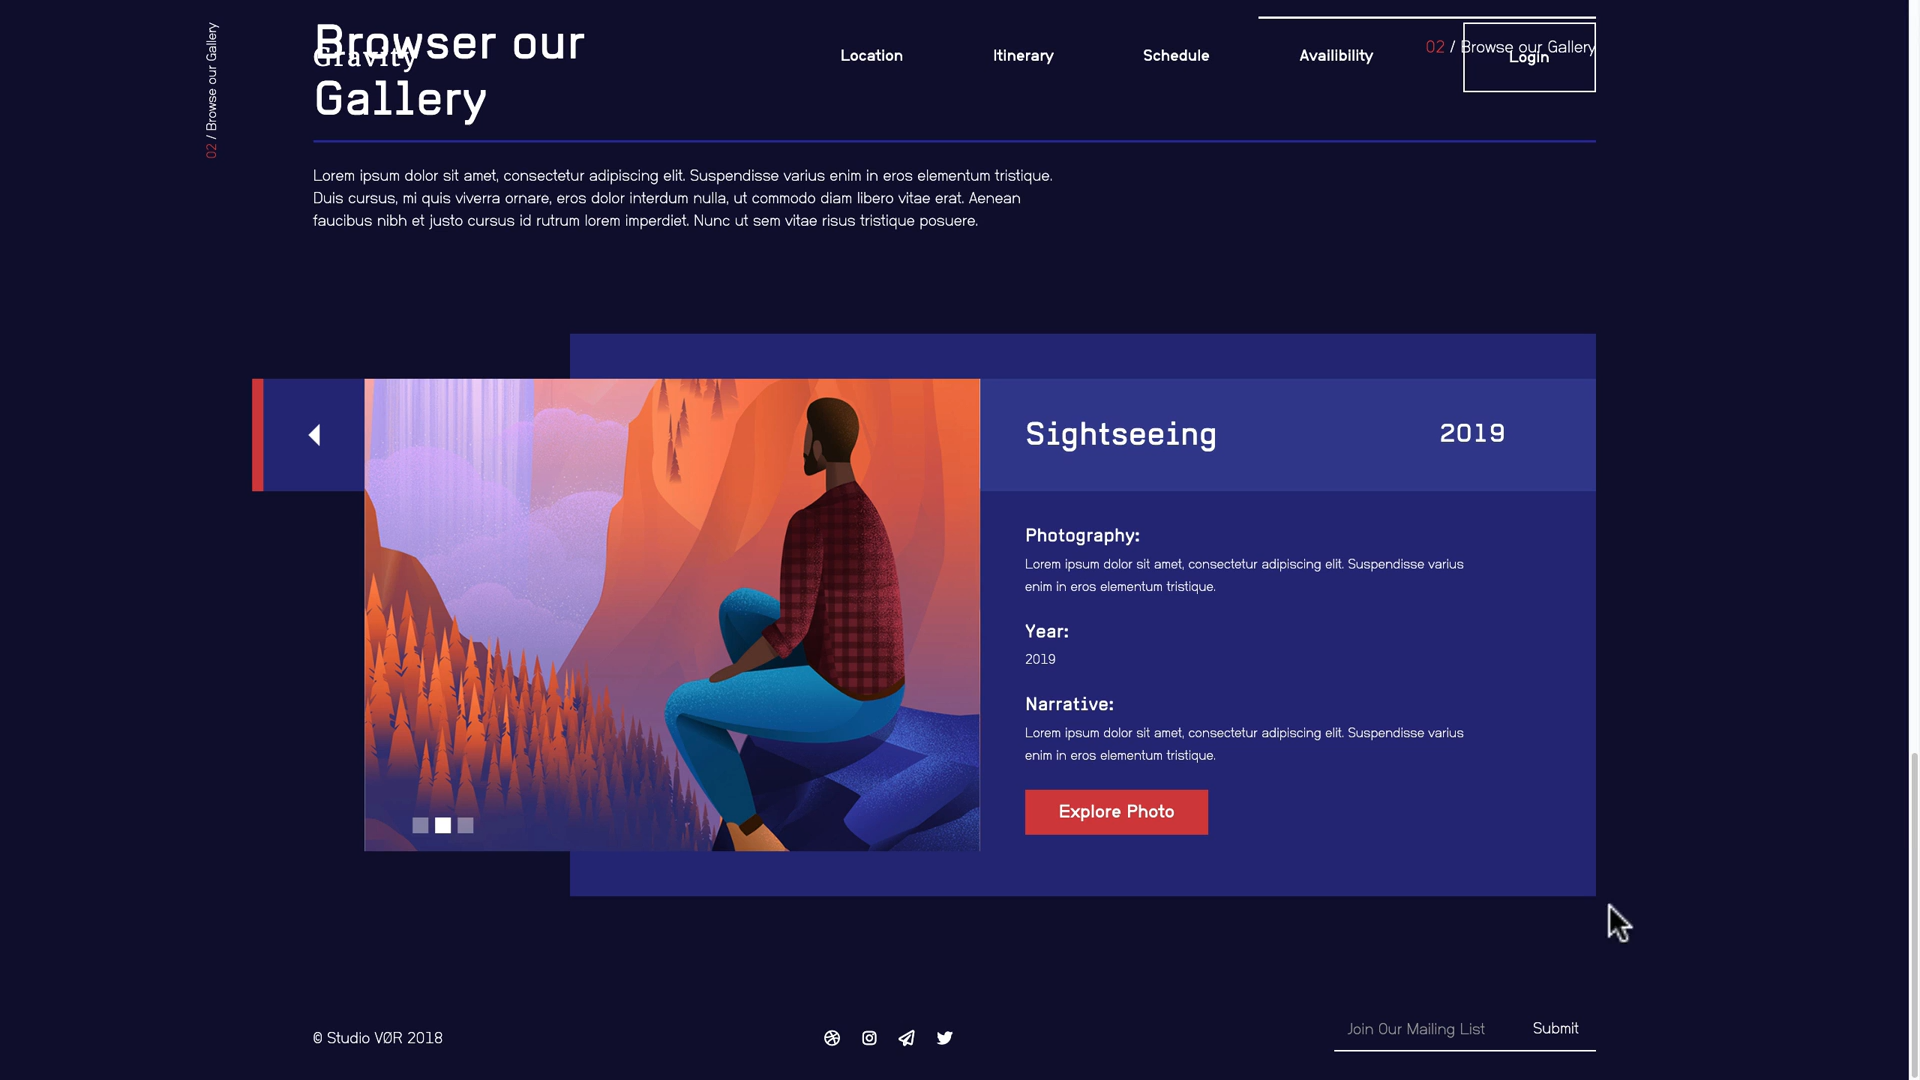 02 / Browse our Gallery
Browser our
Gallery
Gravity
Location
Itinerary
Schedule
Availibility
02 / Browse our Gallery
Login
Lorem ipsum dolor sit amet, consectetur adipiscing elit. Suspendisse varius enim in eros elementum tristique.
Duis cursus, mi quis viverra ornare, eros dolor interdum nulla, ut commodo diam libero vitae erat. Aenean
faucibus nibh et justo cursus id rutrum lorem imperdiet. Nunc ut sem vitae risus tristique posuere.
Sightseeing
2019
Photography:
Lorem ipsum dolor sit amet, consectetur adipiscing elit. Suspendisse varius
enim in eros elementum tristique.
Year:
2019
Narrative:
Lorem ipsum dolor sit amet, consectetur adipiscing elit. Suspendisse varius
enim in eros elementum tristique.
Explore Photo
© Studio VØR 2018
Join Our Mailing List
Submit